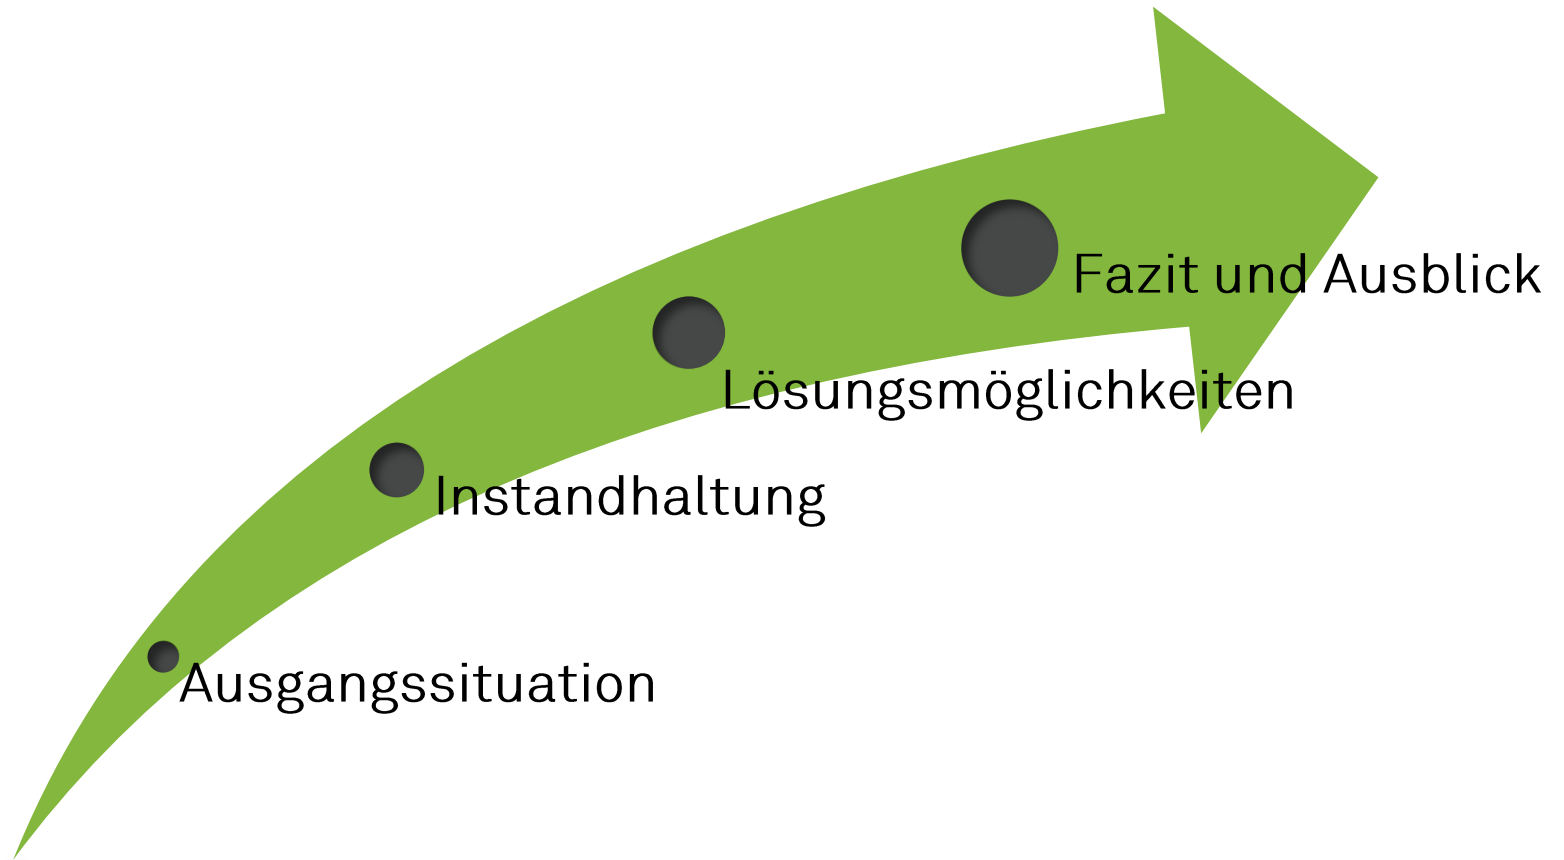 Fazit und Ausblick
Lösungsmöglichkeiten
Instandhaltung
Ausgangssituation